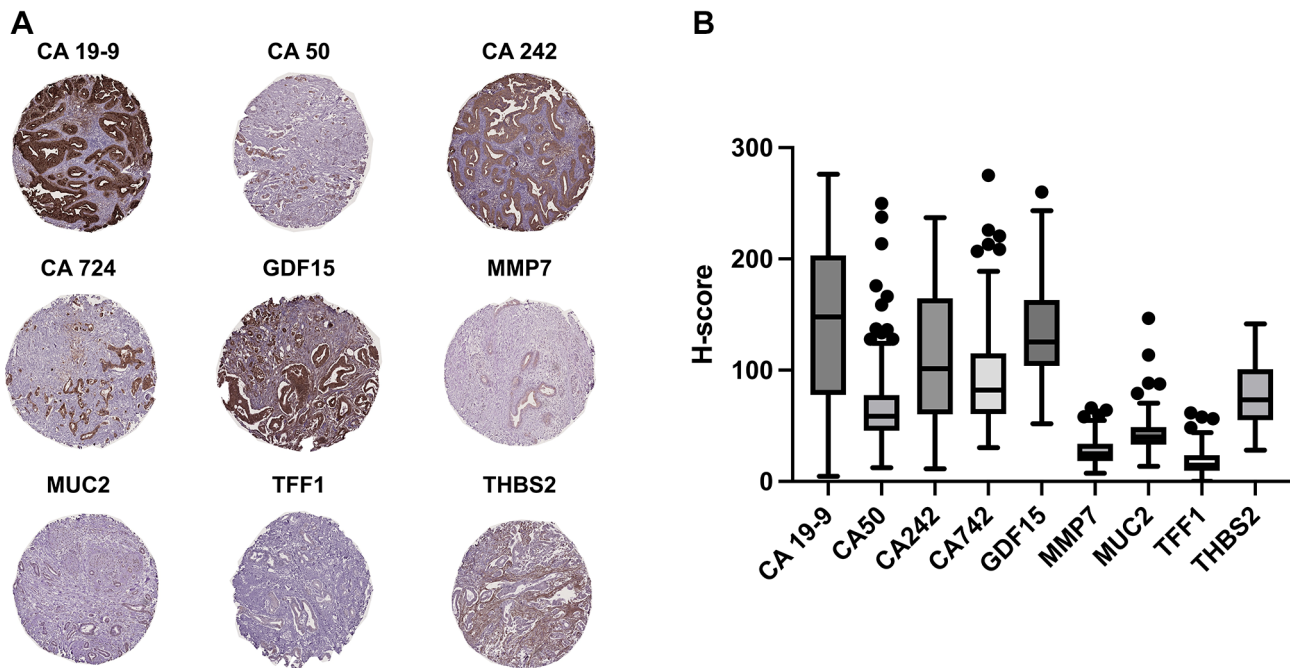 A
CA 19-9 CA 50 CA 242
CA 724 GDF15 MMP7
MUC2 TFF1 THBS2
B
H-score
300
200
100
0
CA 19-9 CA50 CA242 CA742 GDF15 MMP7 MUC2 TFF1 THBS2